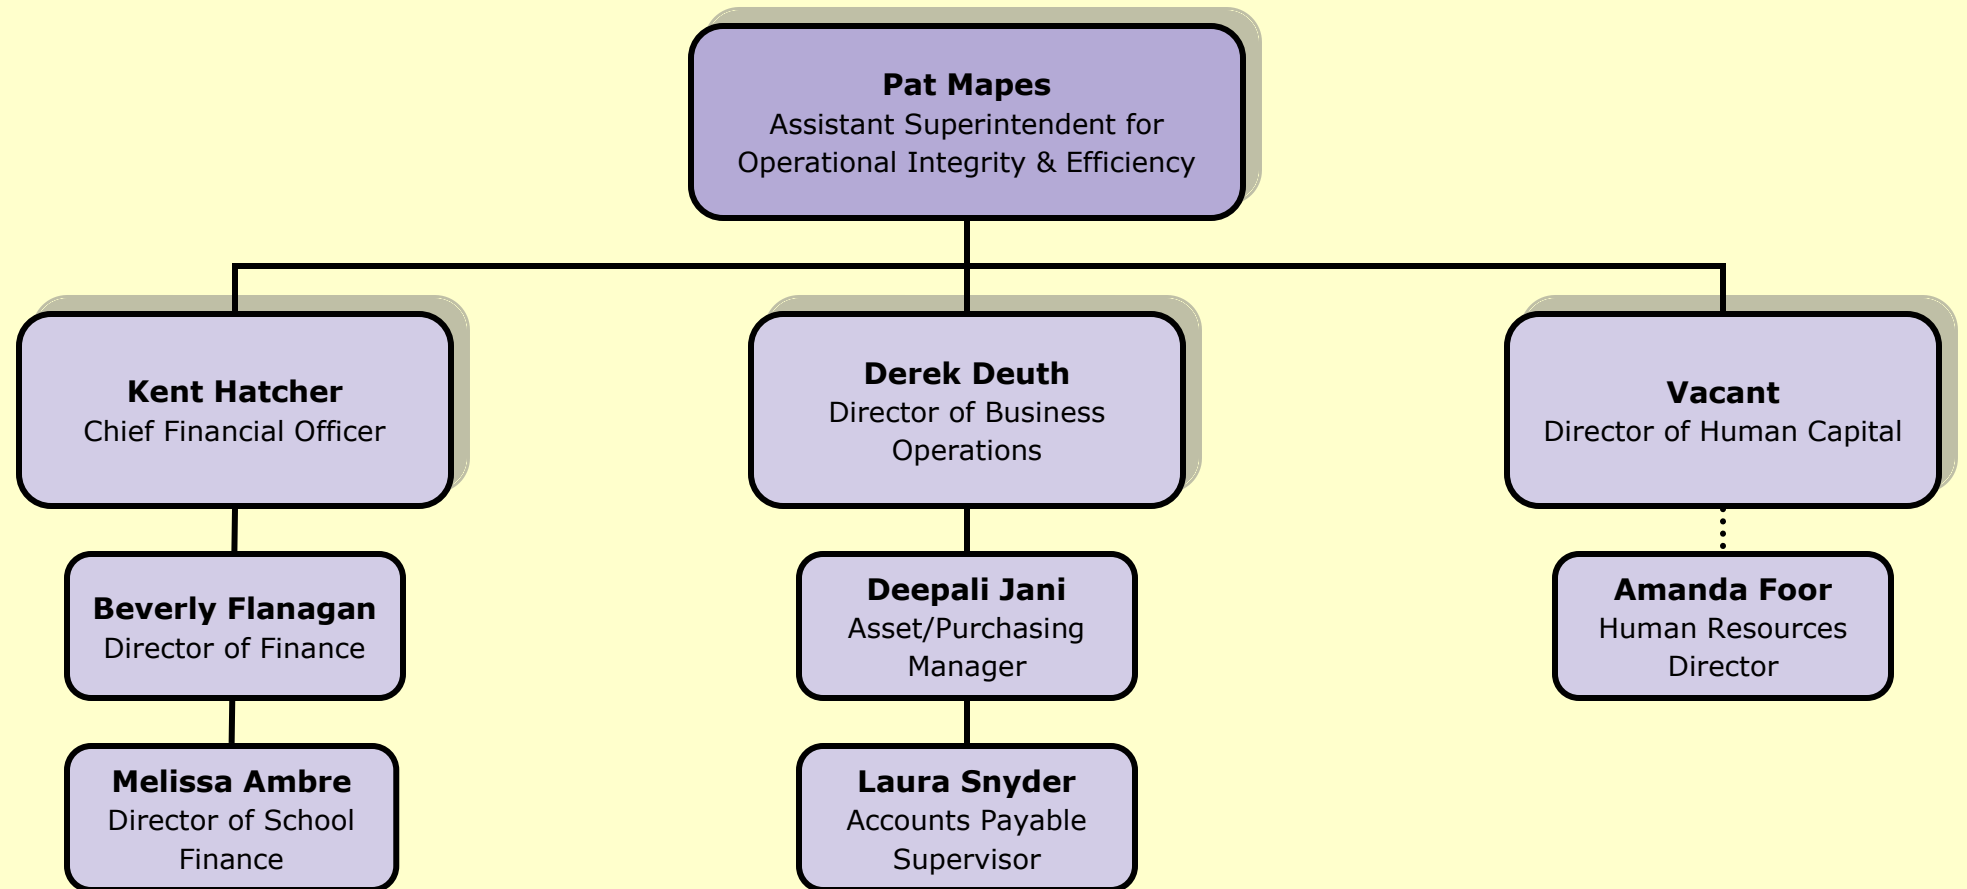 Pat Mapes
Assistant Superintendent for
Operational Integrity & Efficiency
Kent Hatcher
Chief Financial Officer
Derek Deuth
Director of Business
Operations
Vacant
Director of Human Capital
Beverly Flanagan
Director of Finance
Deepali Jani
Asset/Purchasing
Manager
Amanda Foor
Human Resources
Director
Melissa Ambre
Director of School
Finance
Laura Snyder
Accounts Payable
Supervisor